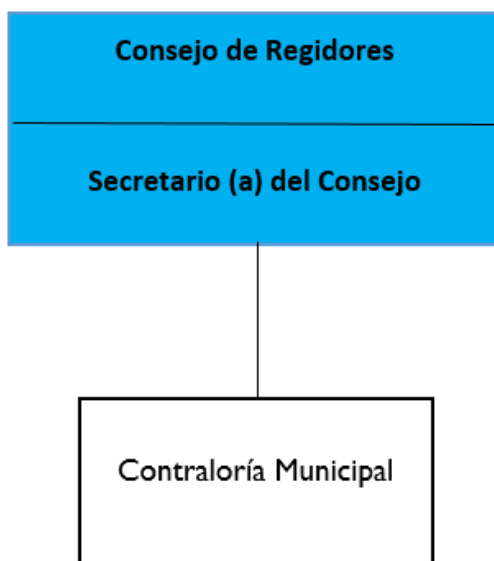 Consejo de Regidores
Secretario (a) del Consejo
Contraloría Municipal